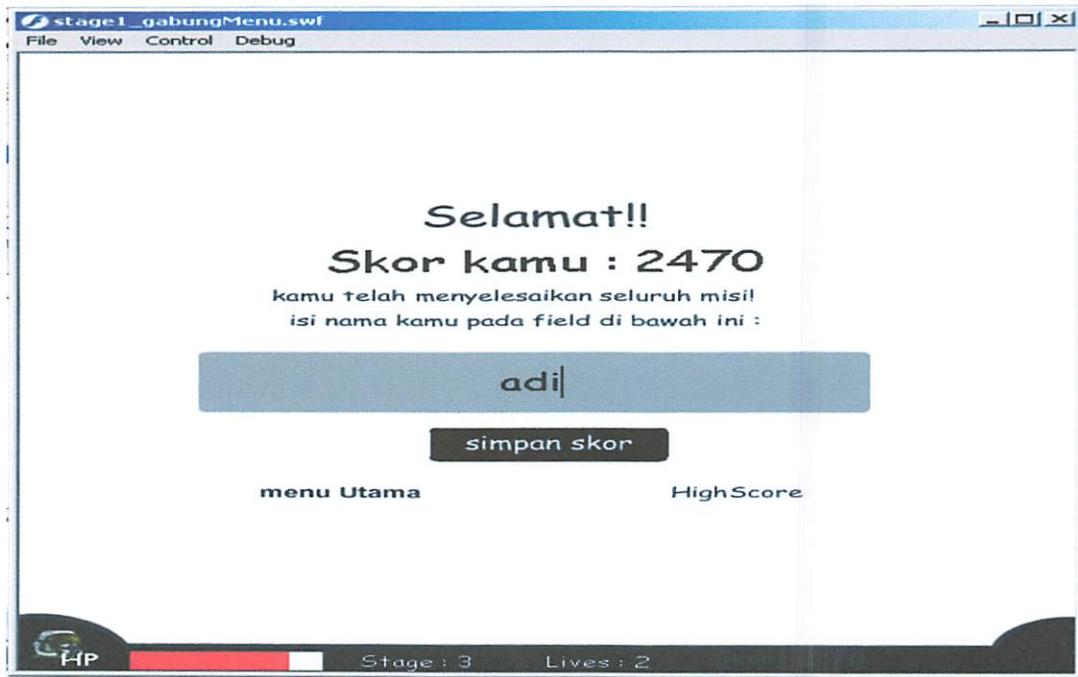 stage1_gabungMenu.swf
File View Control Debug
Selamat!!
Skor kamu : 2470
kamu telah menyelesaikan seluruh misi!
isi nama kamu pada field di bawah ini :
adi
simpan skor
menu Utama HighScore
HP Stage : 3 Lives : 2